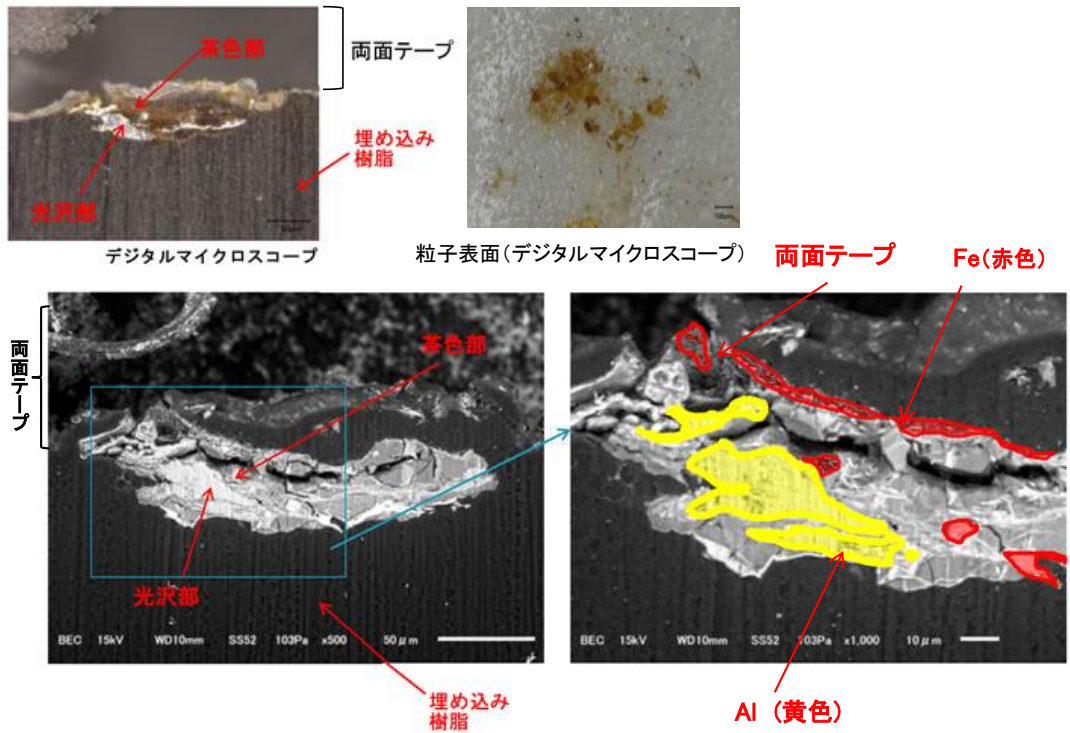 茶色部
両面テープ
埋め込み
樹脂
光沢部
デジタルマイクロスコープ
100μm
粒子表面(デジタルマイクロスコープ)
両面テープ
Fe(赤色)
両面テープ
茶色部
光沢部
BEC 15kV WD10mm SS52 103Pa x500 50μm
BEC 15kV WD10mm SS52 103Pa x1,000 10μm
埋め込み
樹脂
Al (黄色)